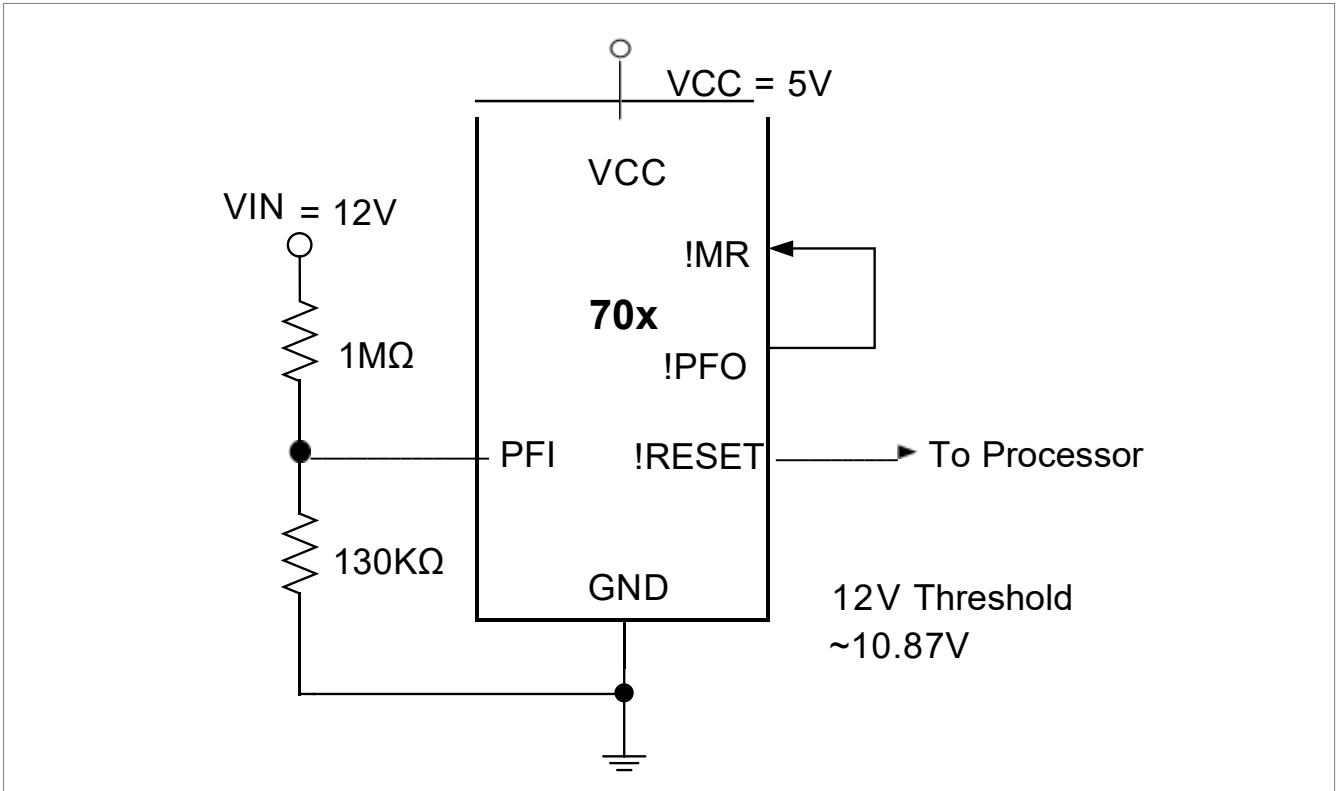 VCC = 5V
VCC
VIN = 12V
!MR
70x
1MΩ
!PFO
PFI
!RESET
To Processor
130KΩ
GND
12V Threshold
~10.87V